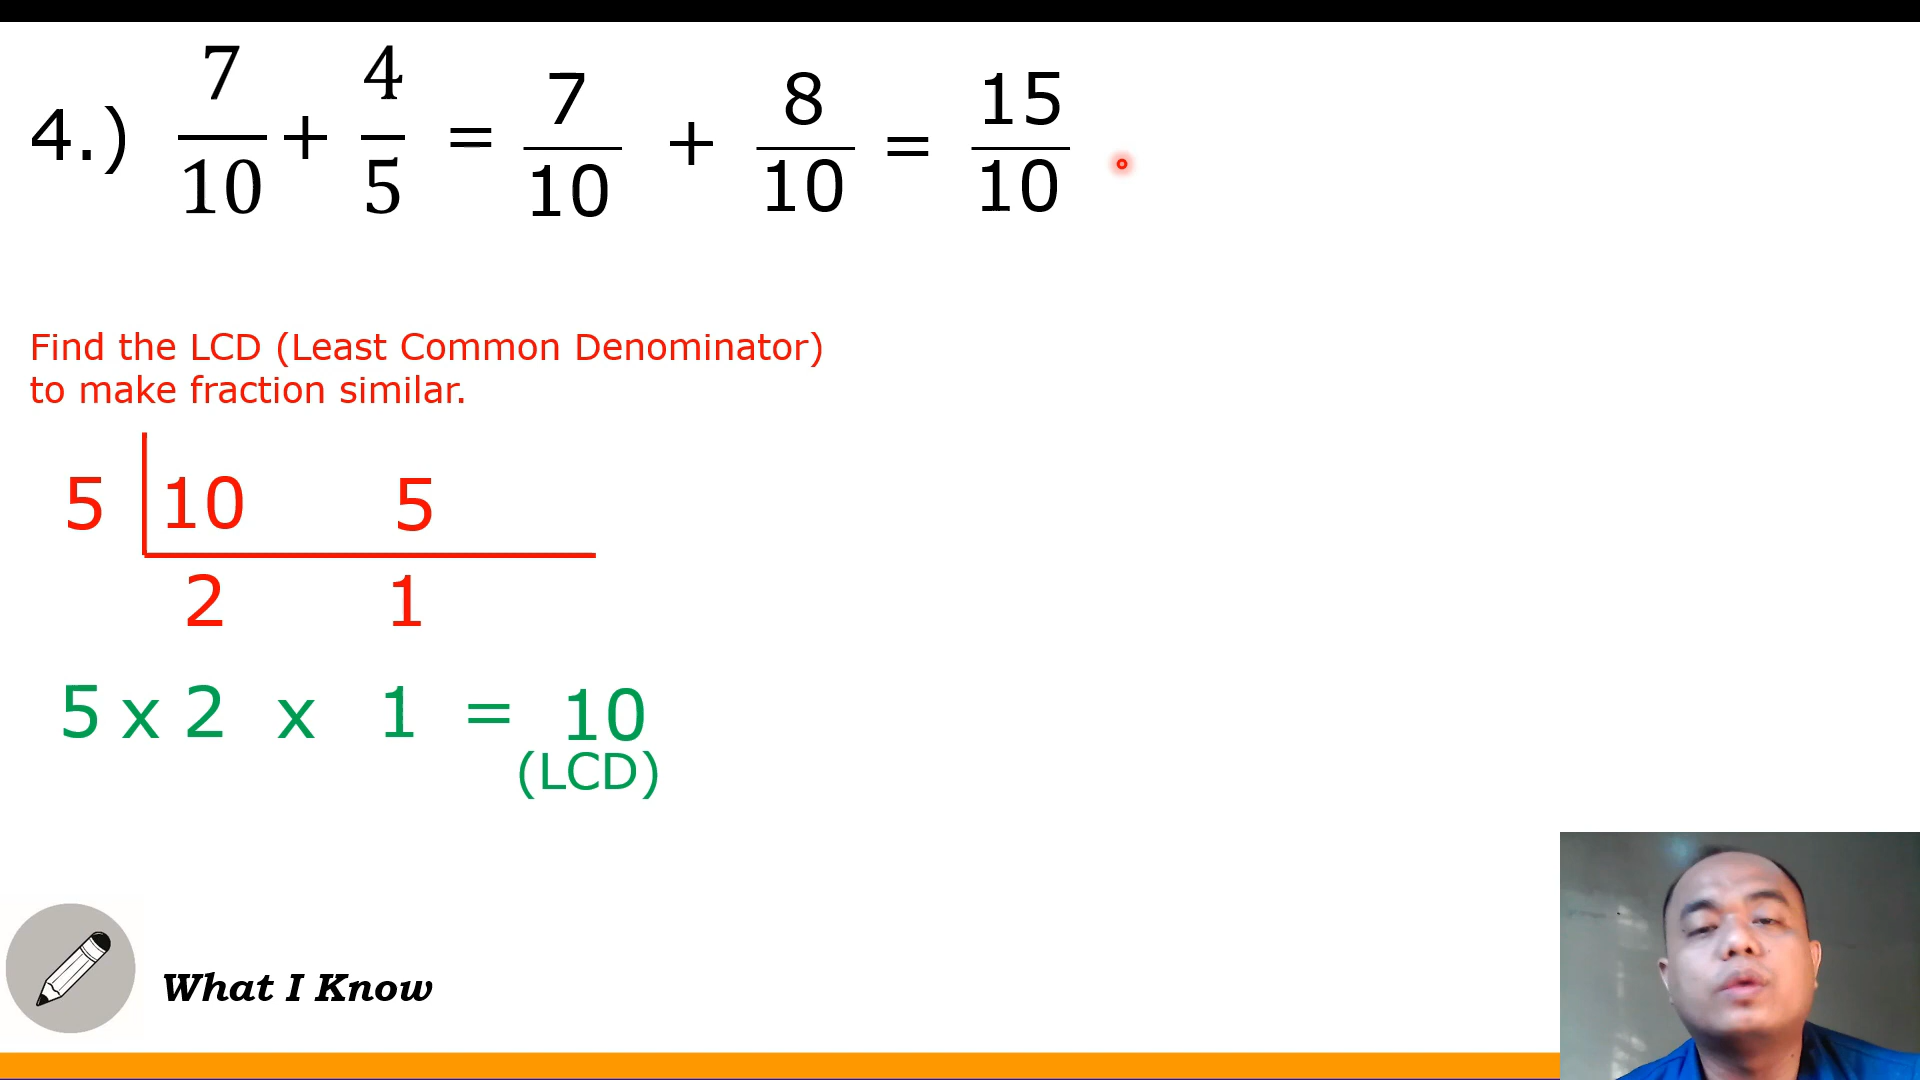 4.) 7/10 + 4/5 = 7/10 + 8/10 = 15/10
Find the LCD (Least Common Denominator)
to make fraction similar.
5 10 5
2 1
5 x 2 x 1 = 10
(LCD)
What I Know